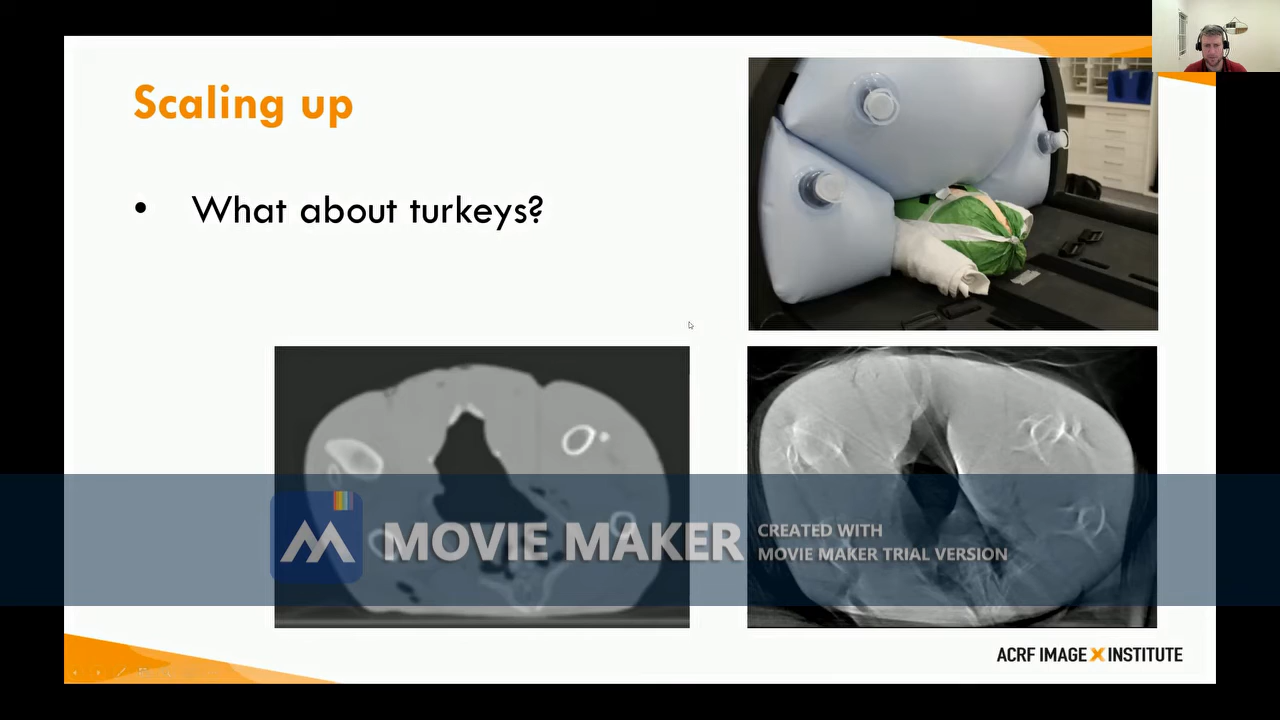 Scaling up
• What about turkeys?
MOVIE MAKER
CREATED WITH
MOVIE MAKER TRIAL VERSION
ACRF IMAGE X INSTITUTE